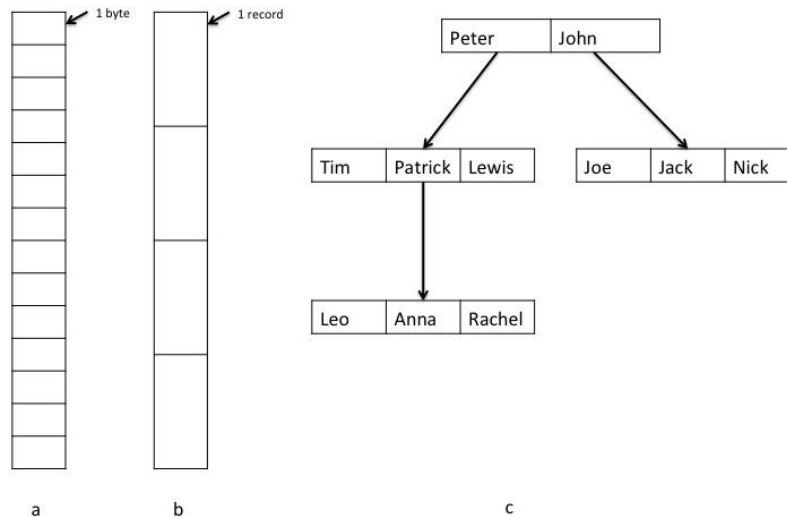 1 byte
1 record
Peter John
Tim Patrick Lewis
Joe Jack Nick
Leo Anna Rachel
a
b
c